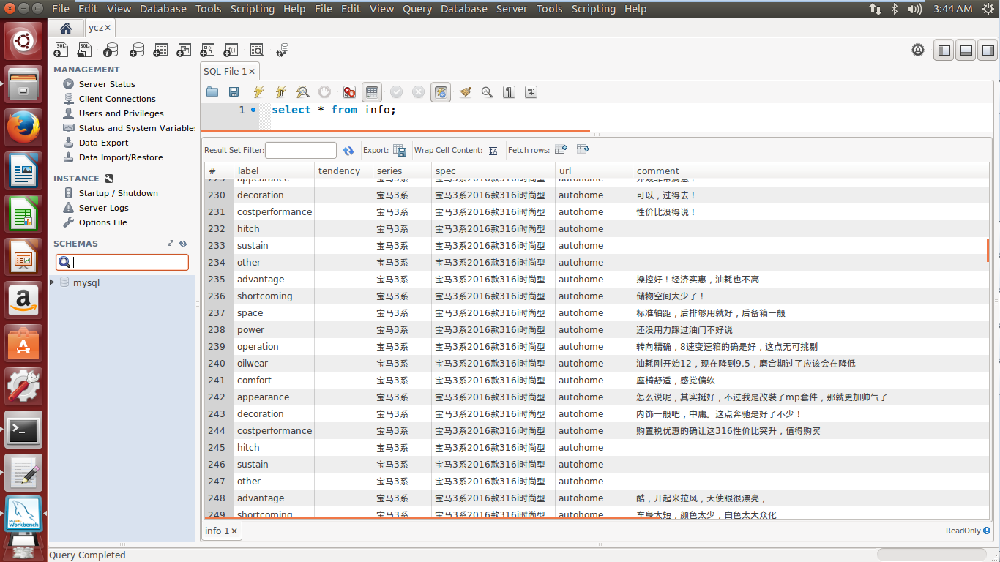 File Edit View Database Tools Scripting Help File Edit View Query Database Server Tools Scripting Help 3:44 AM
ycz
MANAGEMENT
Server Status
Client Connections
Users and Privileges
Status and System Variables
Data Export
Data Import/Restore
INSTANCE
Startup / Shutdown
Server Logs
Options File
SCHEMAS
mysql
MySQL Workbench
SQL File 1
1 select * from info;
Result Set Filter: Export: Wrap Cell Content: Fetch rows:
# label tendency series spec url comment
229 appearance 宝马3系 宝马3系2016款316i时尚型 autohome 外观非常满意！
230 decoration 宝马3系 宝马3系2016款316i时尚型 autohome 可以，过得去！
231 costperformance 宝马3系 宝马3系2016款316i时尚型 autohome 性价比没得说！
232 hitch 宝马3系 宝马3系2016款316i时尚型 autohome
233 sustain 宝马3系 宝马3系2016款316i时尚型 autohome
234 other 宝马3系 宝马3系2016款316i时尚型 autohome
235 advantage 宝马3系 宝马3系2016款316i时尚型 autohome 操控好！经济实惠，油耗也不高
236 shortcoming 宝马3系 宝马3系2016款316i时尚型 autohome 储物空间太少了！
237 space 宝马3系 宝马3系2016款316i时尚型 autohome 标准轴距，后排够用就好，后备箱一般
238 power 宝马3系 宝马3系2016款316i时尚型 autohome 还没用力踩过油门不好说
239 operation 宝马3系 宝马3系2016款316i时尚型 autohome 转向精确，8速变速箱的确是好，这点无可挑剔
240 oilwear 宝马3系 宝马3系2016款316i时尚型 autohome 油耗刚开始12，现在降到9.5，磨合期过了应该会在降低
241 comfort 宝马3系 宝马3系2016款316i时尚型 autohome 座椅舒适，感觉偏软
242 appearance 宝马3系 宝马3系2016款316i时尚型 autohome 怎么说呢，其实挺好，不过我是改装了mp套件，那就更加帅气了
243 decoration 宝马3系 宝马3系2016款316i时尚型 autohome 内饰一般吧，中庸。这点奔驰是好了不少！
244 costperformance 宝马3系 宝马3系2016款316i时尚型 autohome 购置税优惠的确让这316性价比突升，值得购买
245 hitch 宝马3系 宝马3系2016款316i时尚型 autohome
246 sustain 宝马3系 宝马3系2016款316i时尚型 autohome
247 other 宝马3系 宝马3系2016款316i时尚型 autohome
248 advantage 宝马3系 宝马3系2016款316i时尚型 autohome 酷，开起来拉风，天使眼很漂亮，
249 shortcoming 宝马3系 宝马3系2016款316i时尚型 autohome 车身太短，颜色太少，白色太大众化
info 1
ReadOnly
Query Completed